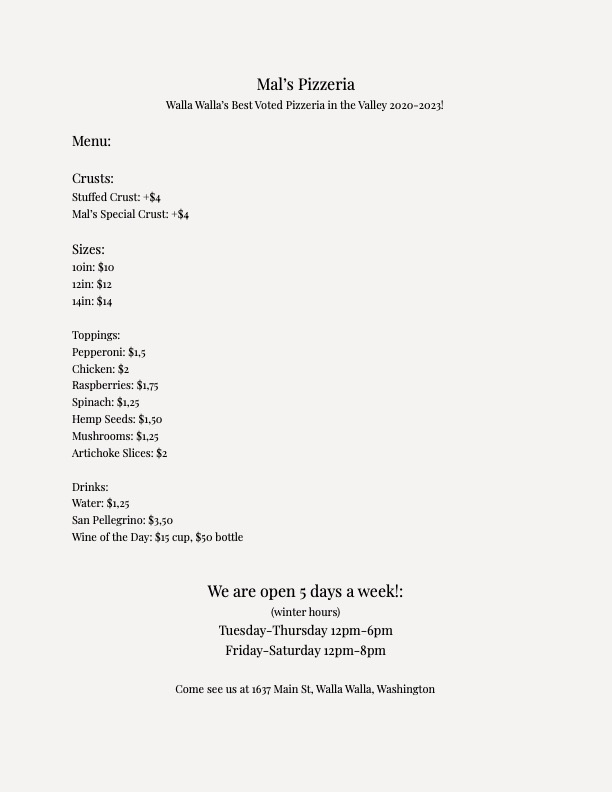 Mal's Pizzeria
Walla Walla's Best Voted Pizzeria in the Valley 2020-2023!
Menu:
Crusts:
Stuffed Crust: +$4
Mal's Special Crust: +$4
Sizes:
10in: $10
12in: $12
14in: $14
Toppings:
Pepperoni: $1,5
Chicken: $2
Raspberries: $1,75
Spinach: $1,25
Hemp Seeds: $1,50
Mushrooms: $1,25
Artichoke Slices: $2
Drinks:
Water: $1,25
San Pellegrino: $3,50
Wine of the Day: $15 cup, $50 bottle
We are open 5 days a week!:
(winter hours)
Tuesday-Thursday 12pm-6pm
Friday-Saturday 12pm-8pm
Come see us at 1637 Main St, Walla Walla, Washington